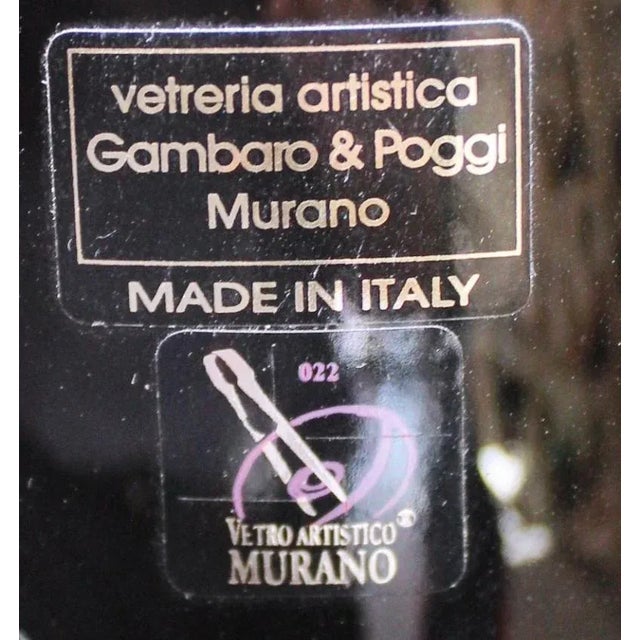 vetreria artistica
Gambaro & Poggi
Murano
MADE IN ITALY
022
VETRO ARTISTICO®
MURANO